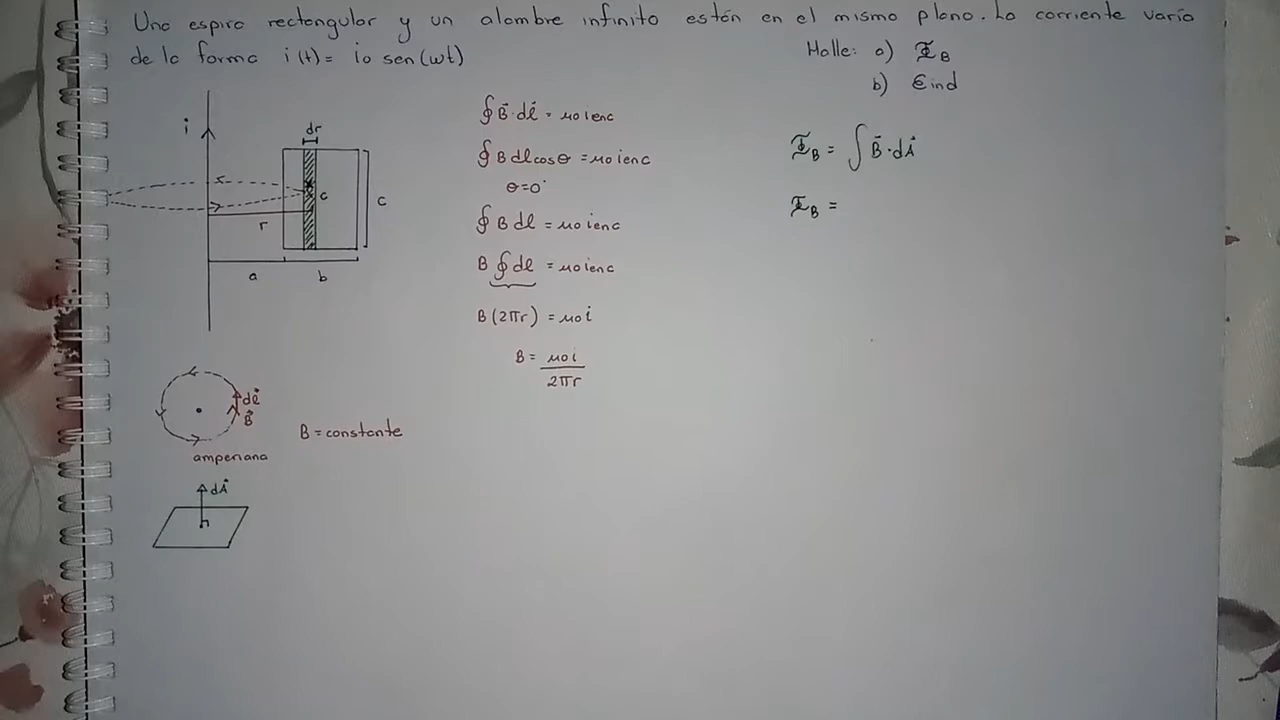 Una espira rectangular y un alambre infinito están en el mismo plano. La corriente varía
de la forma i(t) = io sen(wt)
Halle: a) ΦB
b) Єind
i
dr
c
c
r
a
b
∮ B⃗·dℓ⃗ = μo ienc
∮ B dℓ cosθ = μo ienc
θ=0°
∮ B dℓ = μo ienc
B ∮ dℓ = μo ienc
B(2πr) = μo i
B = μo i
2πr
ΦB = ∫ B⃗·dA⃗
ΦB =
dℓ⃗
B⃗
B = constante
amperiana
dA⃗